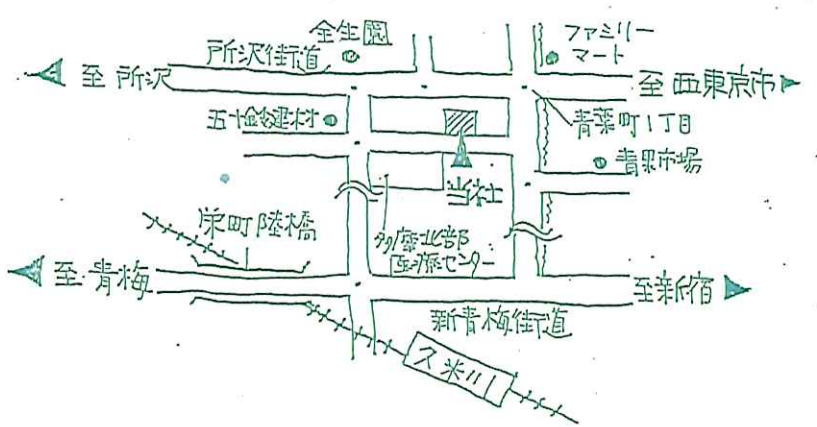 全生園
ファミリー
マート
所沢街道
至 所沢
至 西東京市
五十嵐建材
青葉町1丁目
青果市場
当社
栄町陸橋
多摩北部
医療センター
至 青梅
至新宿
新青梅街道
久米川